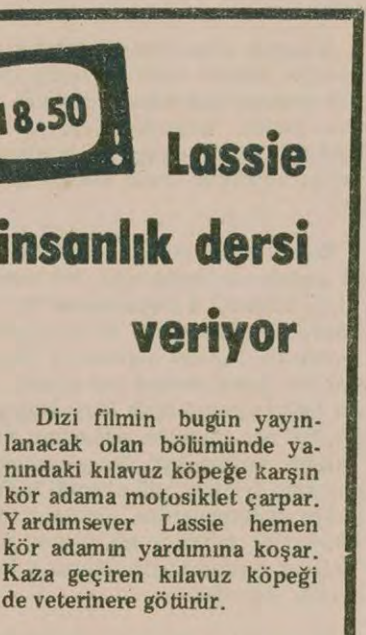 18.50
Lassie
insanlık dersi
veriyor
Dizi filmin bugün yayın-
lanacak olan bölümünde ya-
nındaki kılavuz köpeğe karşın
kör adama motosiklet çarpar.
Yardımsever Lassie hemen
kör adamın yardımına koşar.
Kaza geçiren kılavuz köpeği
de veterinere götürür.